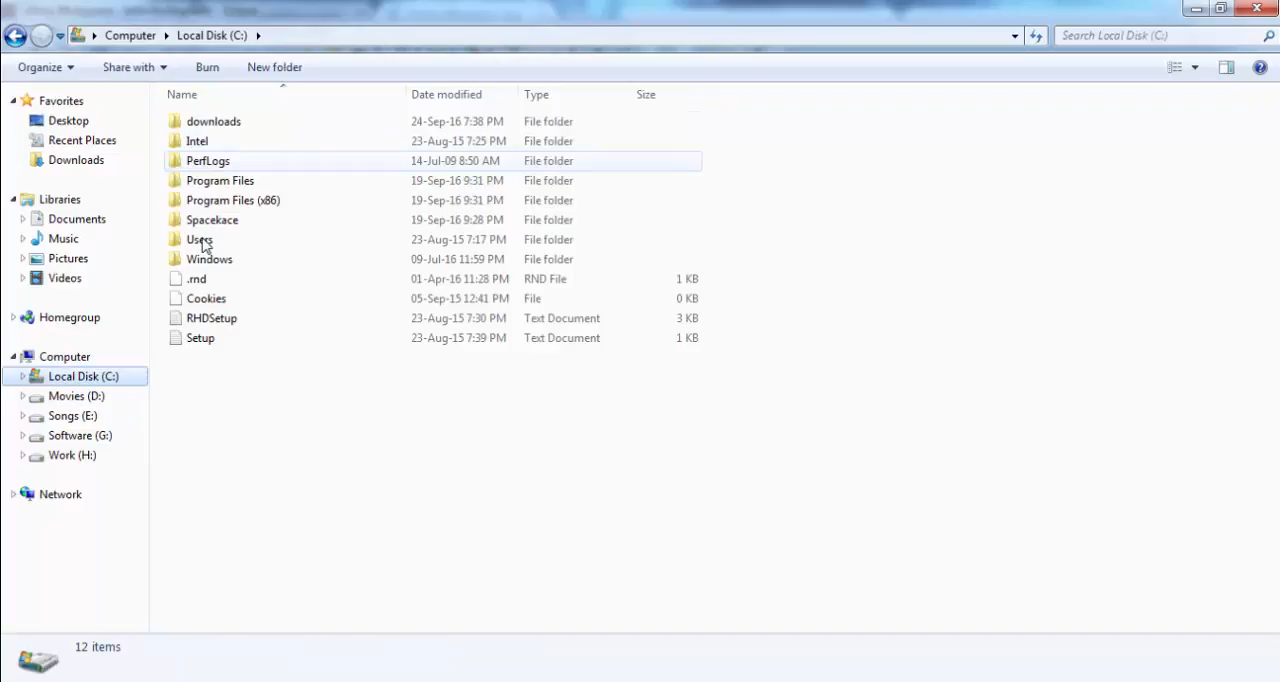 Computer Local Disk (C:) Search Local Disk (C:)
Organize Share with Burn New folder
Name Date modified Type Size
Favorites
Desktop
Recent Places
Downloads
Libraries
Documents
Music
Pictures
Videos
Homegroup
Computer
Local Disk (C:)
Movies (D:)
Songs (E:)
Software (G:)
Work (H:)
Network
downloads 24-Sep-16 7:38 PM File folder
Intel 23-Aug-15 7:25 PM File folder
PerfLogs 14-Jul-09 8:50 AM File folder
Program Files 19-Sep-16 9:31 PM File folder
Program Files (x86) 19-Sep-16 9:31 PM File folder
Spacekace 19-Sep-16 9:28 PM File folder
Users 23-Aug-15 7:17 PM File folder
Windows 09-Jul-16 11:59 PM File folder
.rnd 01-Apr-16 11:28 PM RND File 1 KB
Cookies 05-Sep-15 12:41 PM File 0 KB
RHDSetup 23-Aug-15 7:30 PM Text Document 3 KB
Setup 23-Aug-15 7:39 PM Text Document 1 KB
12 items